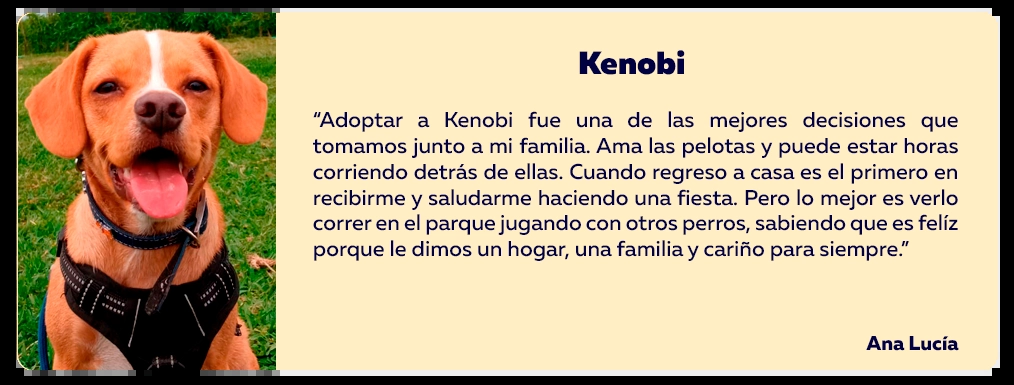 Kenobi
“Adoptar a Kenobi fue una de las mejores decisiones que
tomamos junto a mi familia. Ama las pelotas y puede estar horas
corriendo detrás de ellas. Cuando regreso a casa es el primero en
recibirme y saludarme haciendo una fiesta. Pero lo mejor es verlo
correr en el parque jugando con otros perros, sabiendo que es felíz
porque le dimos un hogar, una familia y cariño para siempre.”
Ana Lucía